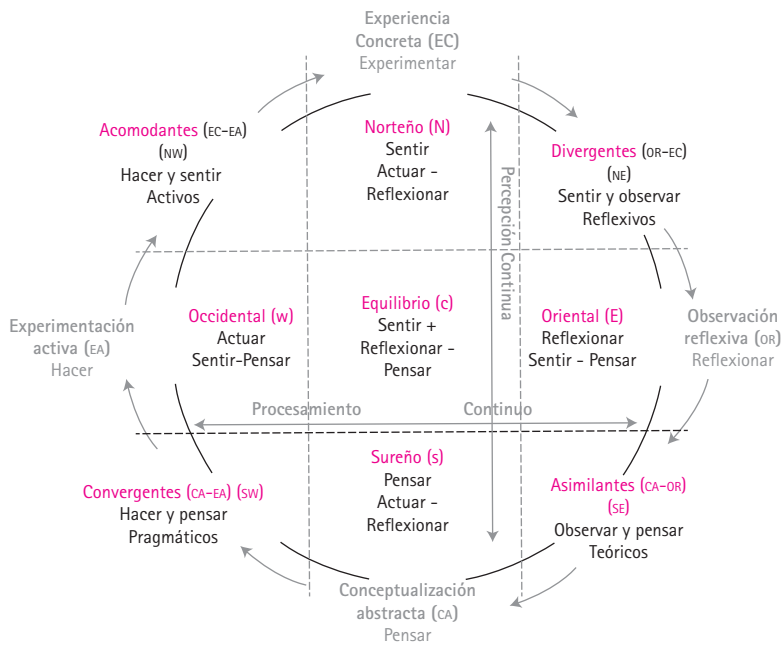 Experiencia
Concreta (EC)
Experimentar
Acomodantes (EC-EA)
(NW)
Hacer y sentir
Activos
Norteño (N)
Sentir
Actuar -
Reflexionar
Divergentes (OR-EC)
(NE)
Sentir y observar
Reflexivos
Percepción Continua
Experimentación
activa (EA)
Hacer
Occidental (w)
Actuar
Sentir-Pensar
Equilibrio (c)
Sentir +
Reflexionar -
Pensar
Oriental (E)
Reflexionar
Sentir - Pensar
Observación
reflexiva (OR)
Reflexionar
Procesamiento Continuo
Convergentes (CA-EA) (SW)
Hacer y pensar
Pragmáticos
Sureño (s)
Pensar
Actuar -
Reflexionar
Asimilantes (CA-OR)
(SE)
Observar y pensar
Teóricos
Conceptualización
abstracta (CA)
Pensar